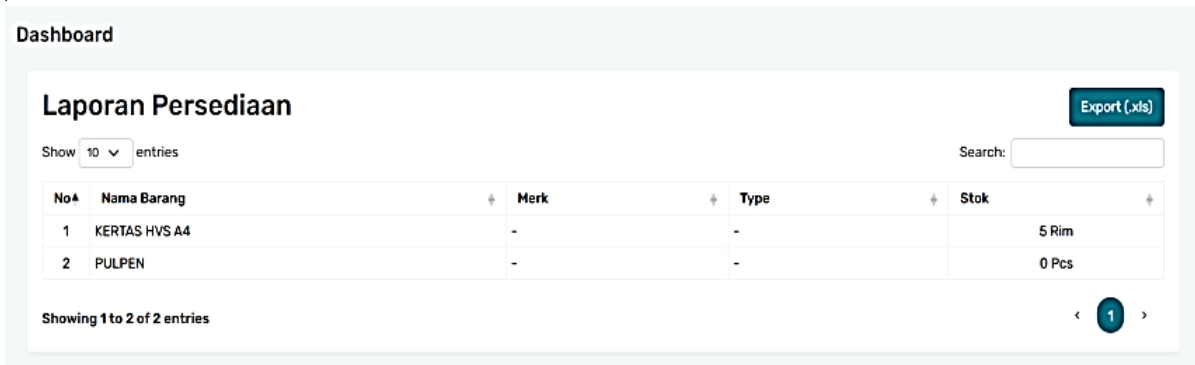 Dashboard
Laporan Persediaan
Export (.xls)
Show 10 entries
Search:
No Nama Barang Merk Type Stok
1 KERTAS HVS A4 - - 5 Rim
2 PULPEN - - 0 Pcs
Showing 1 to 2 of 2 entries
‹ 1 ›